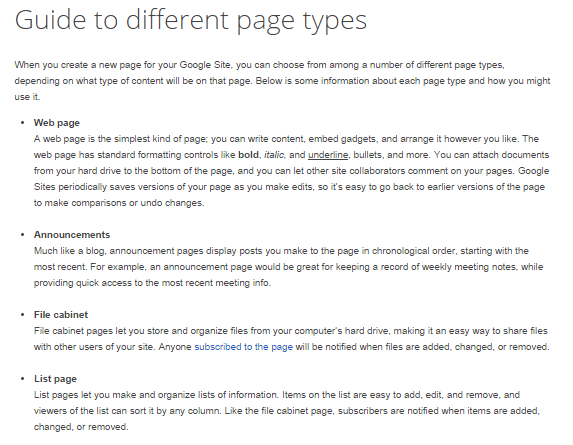 Guide to different page types
When you create a new page for your Google Site, you can choose from among a number of different page types,
depending on what type of content will be on that page. Below is some information about each page type and how you might
use it.
• Web page
A web page is the simplest kind of page; you can write content, embed gadgets, and arrange it however you like. The
web page has standard formatting controls like bold, italic, and underline, bullets, and more. You can attach documents
from your hard drive to the bottom of the page, and you can let other site collaborators comment on your pages. Google
Sites periodically saves versions of your page as you make edits, so it's easy to go back to earlier versions of the page
to make comparisons or undo changes.
• Announcements
Much like a blog, announcement pages display posts you make to the page in chronological order, starting with the
most recent. For example, an announcement page would be great for keeping a record of weekly meeting notes, while
providing quick access to the most recent meeting info.
• File cabinet
File cabinet pages let you store and organize files from your computer's hard drive, making it an easy way to share files
with other users of your site. Anyone subscribed to the page will be notified when files are added, changed, or removed.
• List page
List pages let you make and organize lists of information. Items on the list are easy to add, edit, and remove, and
viewers of the list can sort it by any column. Like the file cabinet page, subscribers are notified when items are added,
changed, or removed.